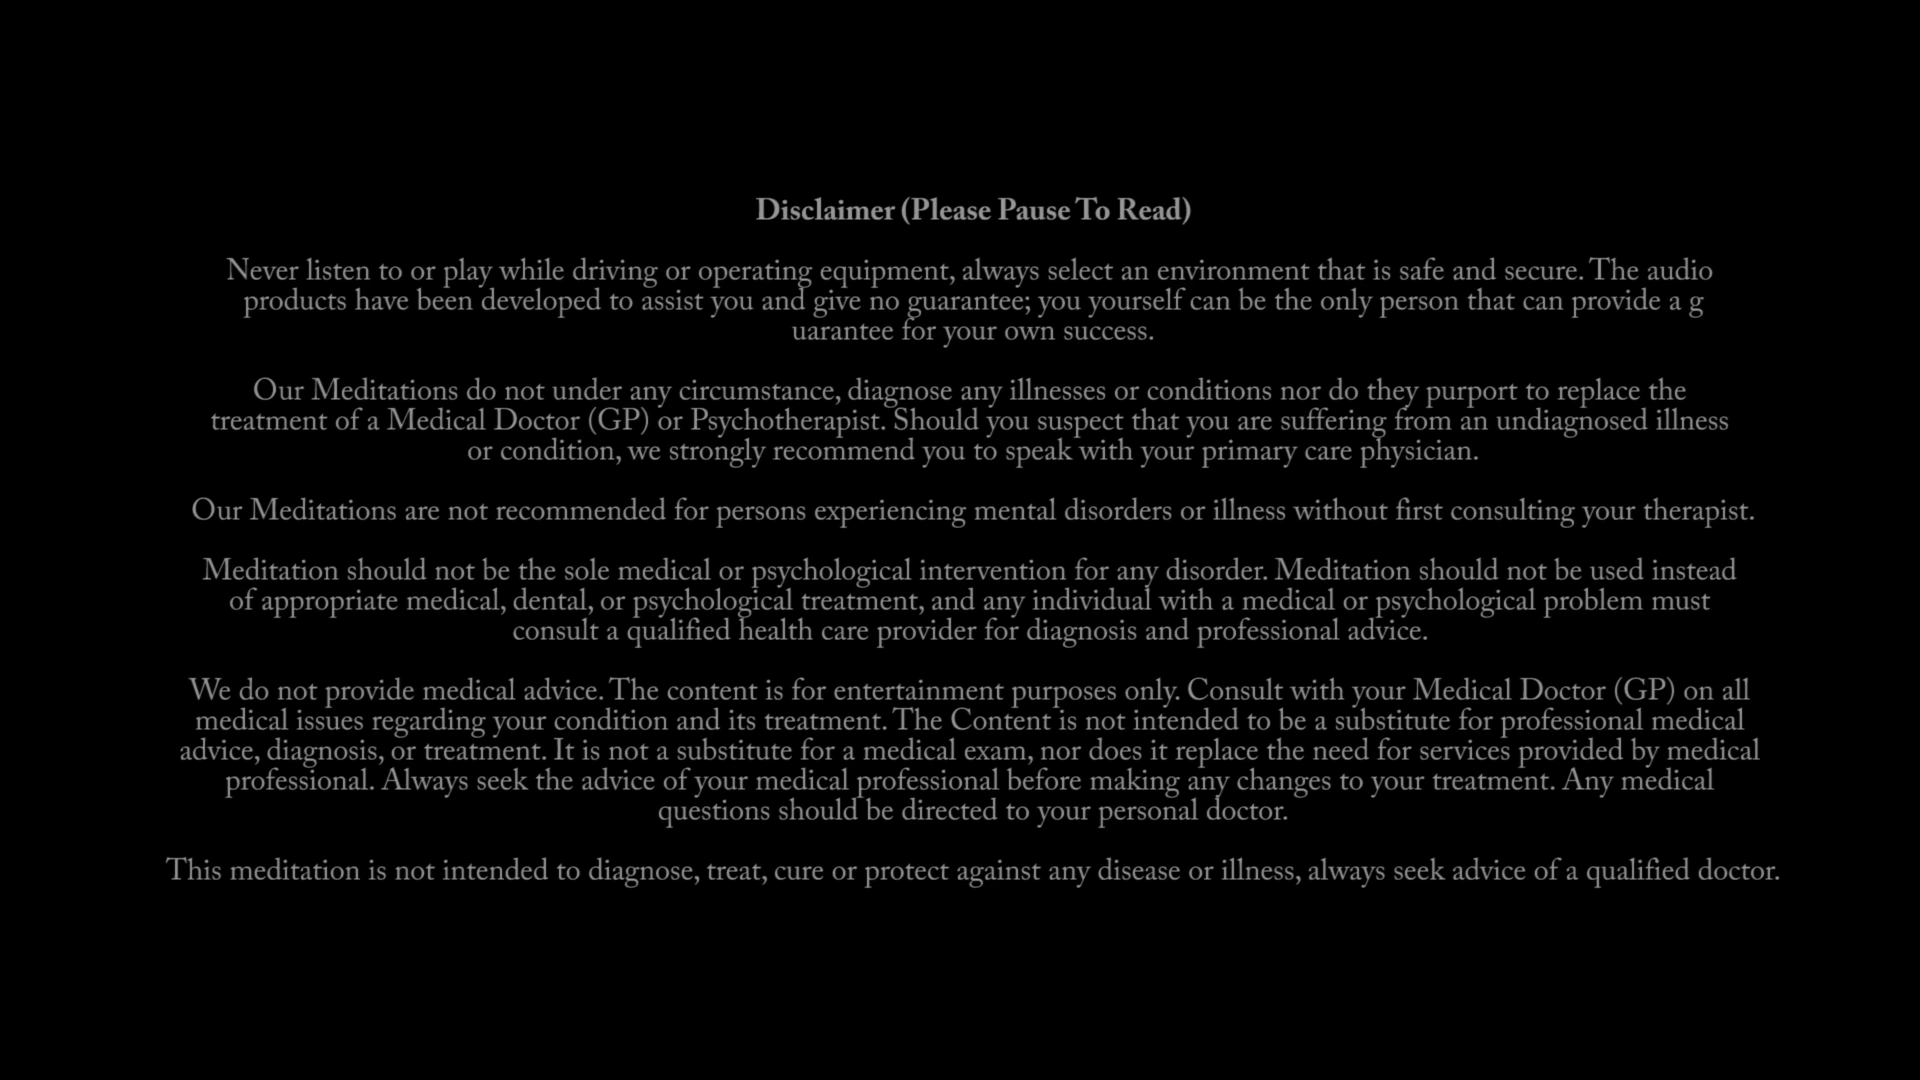 Disclaimer (Please Pause To Read)
Never listen to or play while driving or operating equipment, always select an environment that is safe and secure. The audio
products have been developed to assist you and give no guarantee; you yourself can be the only person that can provide a g
uarantee for your own success.
Our Meditations do not under any circumstance, diagnose any illnesses or conditions nor do they purport to replace the
treatment of a Medical Doctor (GP) or Psychotherapist. Should you suspect that you are suffering from an undiagnosed illness
or condition, we strongly recommend you to speak with your primary care physician.
Our Meditations are not recommended for persons experiencing mental disorders or illness without first consulting your therapist.
Meditation should not be the sole medical or psychological intervention for any disorder. Meditation should not be used instead
of appropriate medical, dental, or psychological treatment, and any individual with a medical or psychological problem must
consult a qualified health care provider for diagnosis and professional advice.
We do not provide medical advice. The content is for entertainment purposes only. Consult with your Medical Doctor (GP) on all
medical issues regarding your condition and its treatment. The Content is not intended to be a substitute for professional medical
advice, diagnosis, or treatment. It is not a substitute for a medical exam, nor does it replace the need for services provided by medical
professional. Always seek the advice of your medical professional before making any changes to your treatment. Any medical
questions should be directed to your personal doctor.
This meditation is not intended to diagnose, treat, cure or protect against any disease or illness, always seek advice of a qualified doctor.